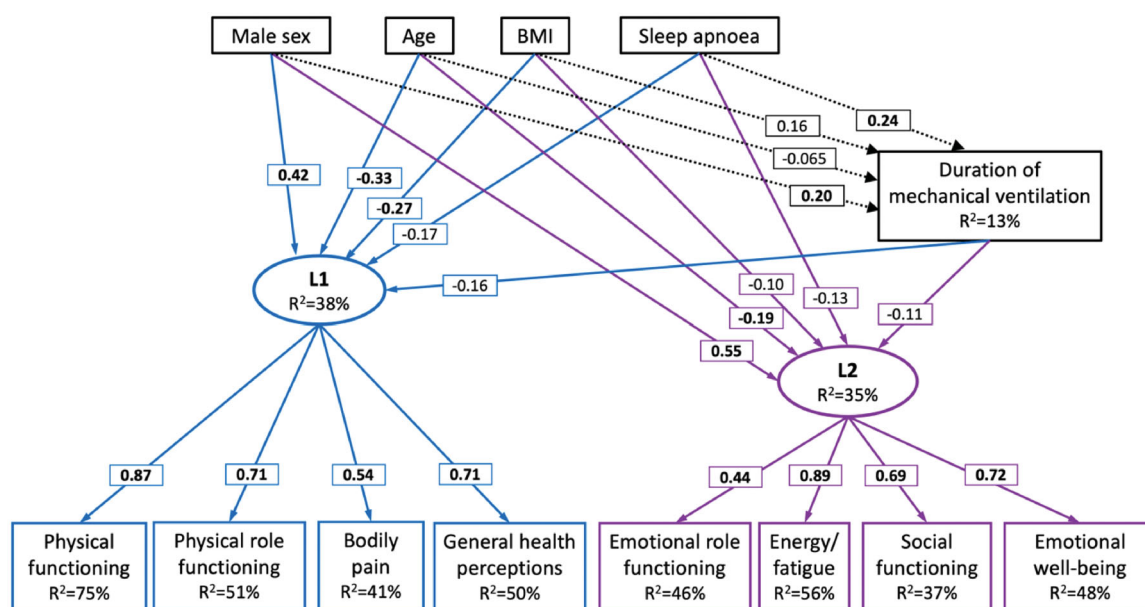 Male sex
Age
BMI
Sleep apnoea
0.16
0.24
-0.065
0.20
Duration of
mechanical ventilation
R²=13%
0.42
-0.33
-0.27
-0.17
L1
R²=38%
-0.16
-0.10
-0.13
-0.11
-0.19
0.55
L2
R²=35%
0.87
0.71
0.54
0.71
0.44
0.89
0.69
0.72
Physical
functioning
R²=75%
Physical role
functioning
R²=51%
Bodily
pain
R²=41%
General health
perceptions
R²=50%
Emotional role
functioning
R²=46%
Energy/
fatigue
R²=56%
Social
functioning
R²=37%
Emotional
well-being
R²=48%